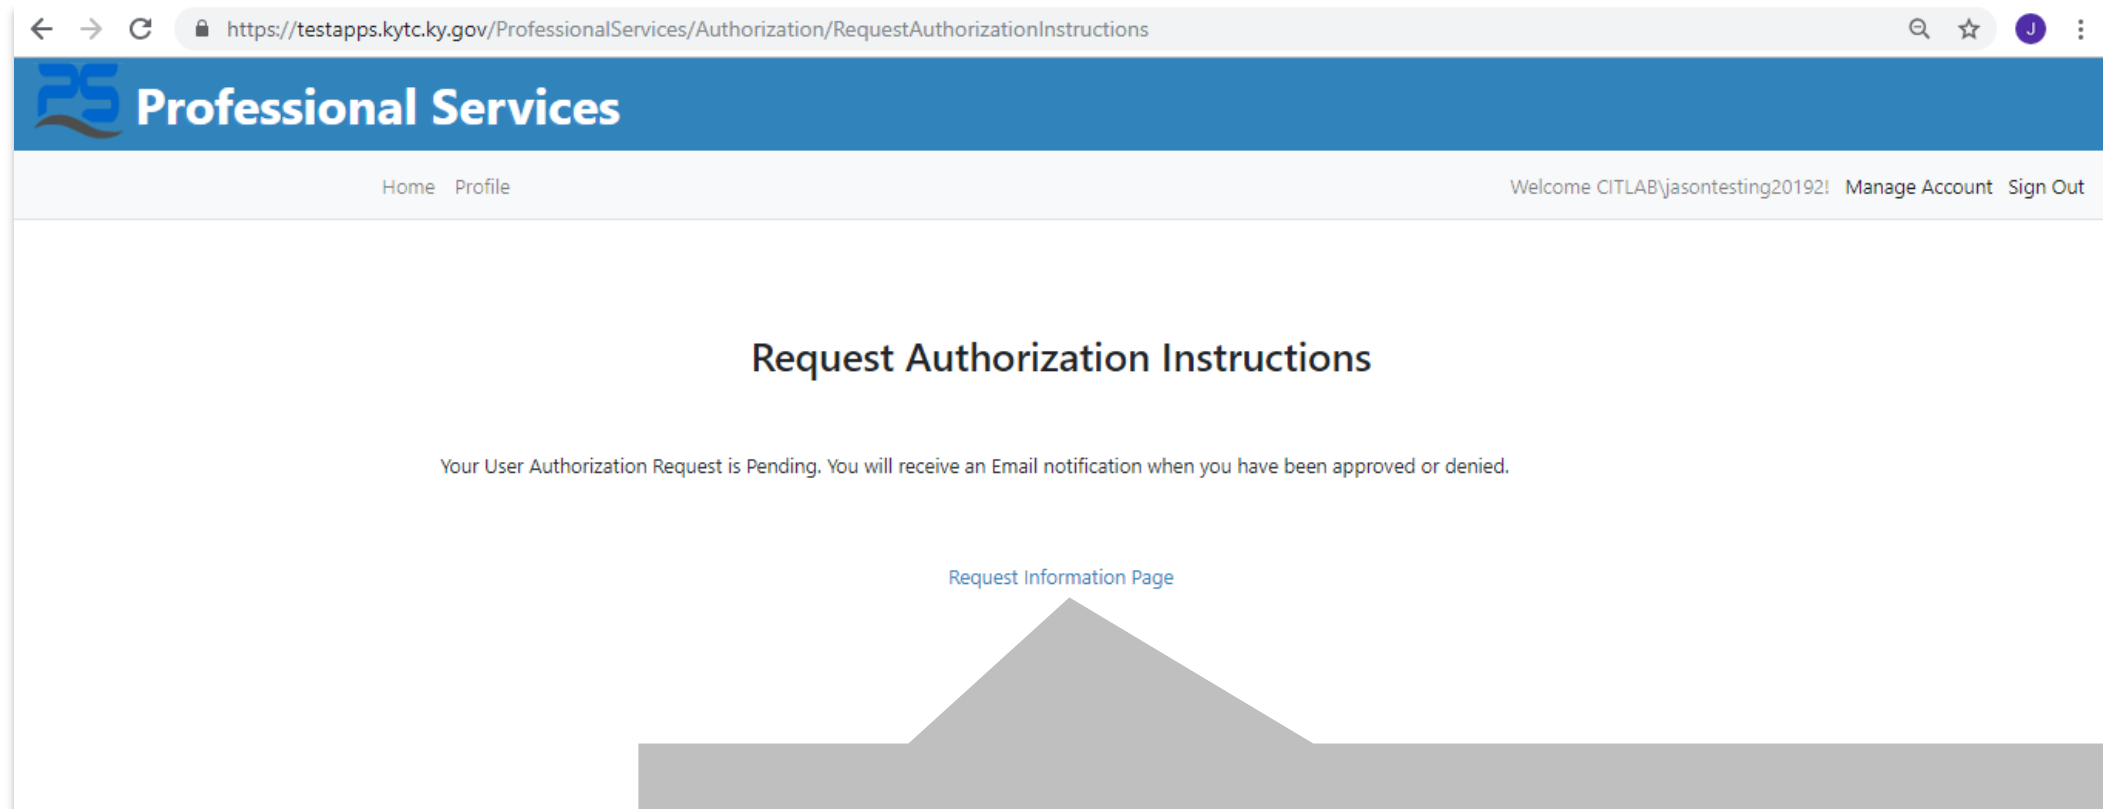 https://testapps.kytc.ky.gov/ProfessionalServices/Authorization/RequestAuthorizationInstructions
J
PS Professional Services
Home Profile Welcome CITLAB\jasontesting20192! Manage Account Sign Out
Request Authorization Instructions
Your User Authorization Request is Pending. You will receive an Email notification when you have been approved or denied.
Request Information Page